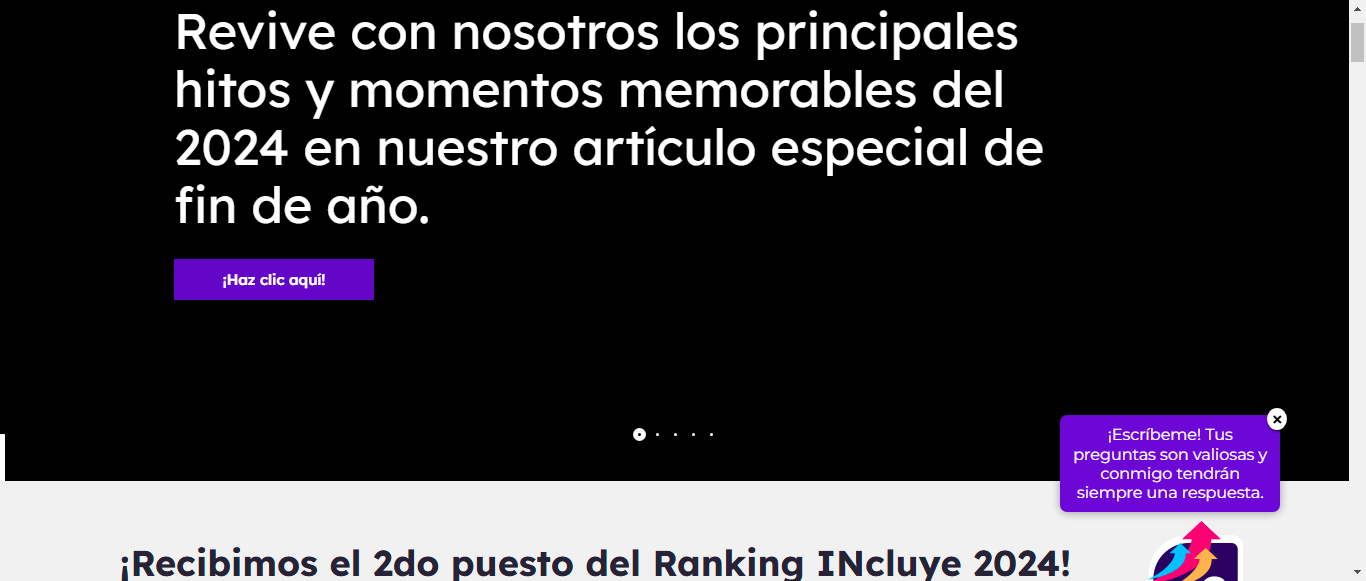 Revive con nosotros los principales
hitos y momentos memorables del
2024 en nuestro artículo especial de
fin de año.
¡Haz clic aquí!
¡Escríbeme! Tus
preguntas son valiosas y
conmigo tendrán
siempre una respuesta.
¡Recibimos el 2do puesto del Ranking INcluye 2024!